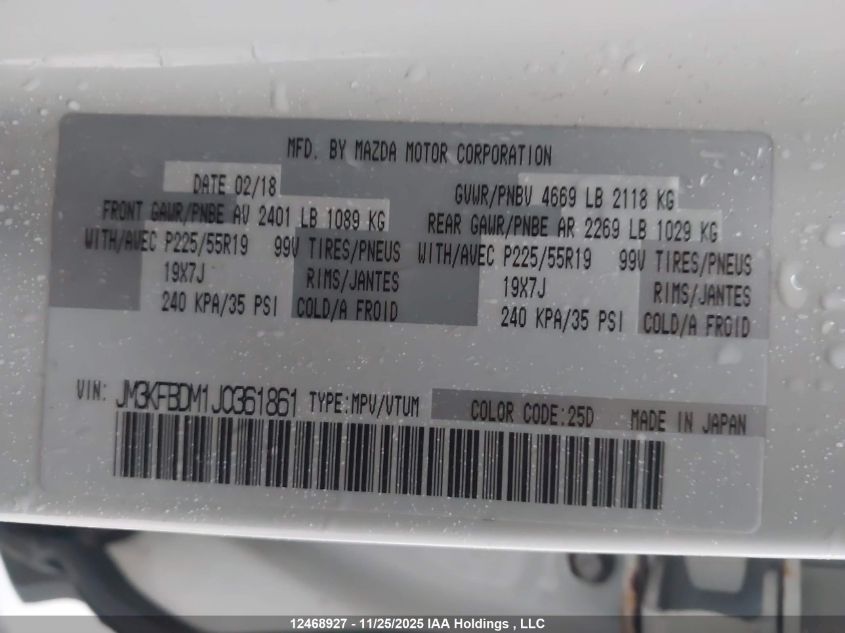 MFD. BY MAZDA MOTOR CORPORATION
DATE 02/18 GVWR/PNBV 4669 LB 2118 KG
FRONT GAWR/PNBE AV 2401 LB 1089 KG REAR GAWR/PNBE AR 2269 LB 1029 KG
WITH/AVEC P225/55R19 99V TIRES/PNEUS WITH/AVEC P225/55R19 99V TIRES/PNEUS
19X7J RIMS/JANTES 19X7J RIMS/JANTES
240 KPA/35 PSI COLD/A FROID 240 KPA/35 PSI COLD/A FROID
VIN: JM3KFBDM1J0361861 TYPE:MPV/VTUM COLOR CODE:25D MADE IN JAPAN
12468927 - 11/25/2025 IAA Holdings , LLC